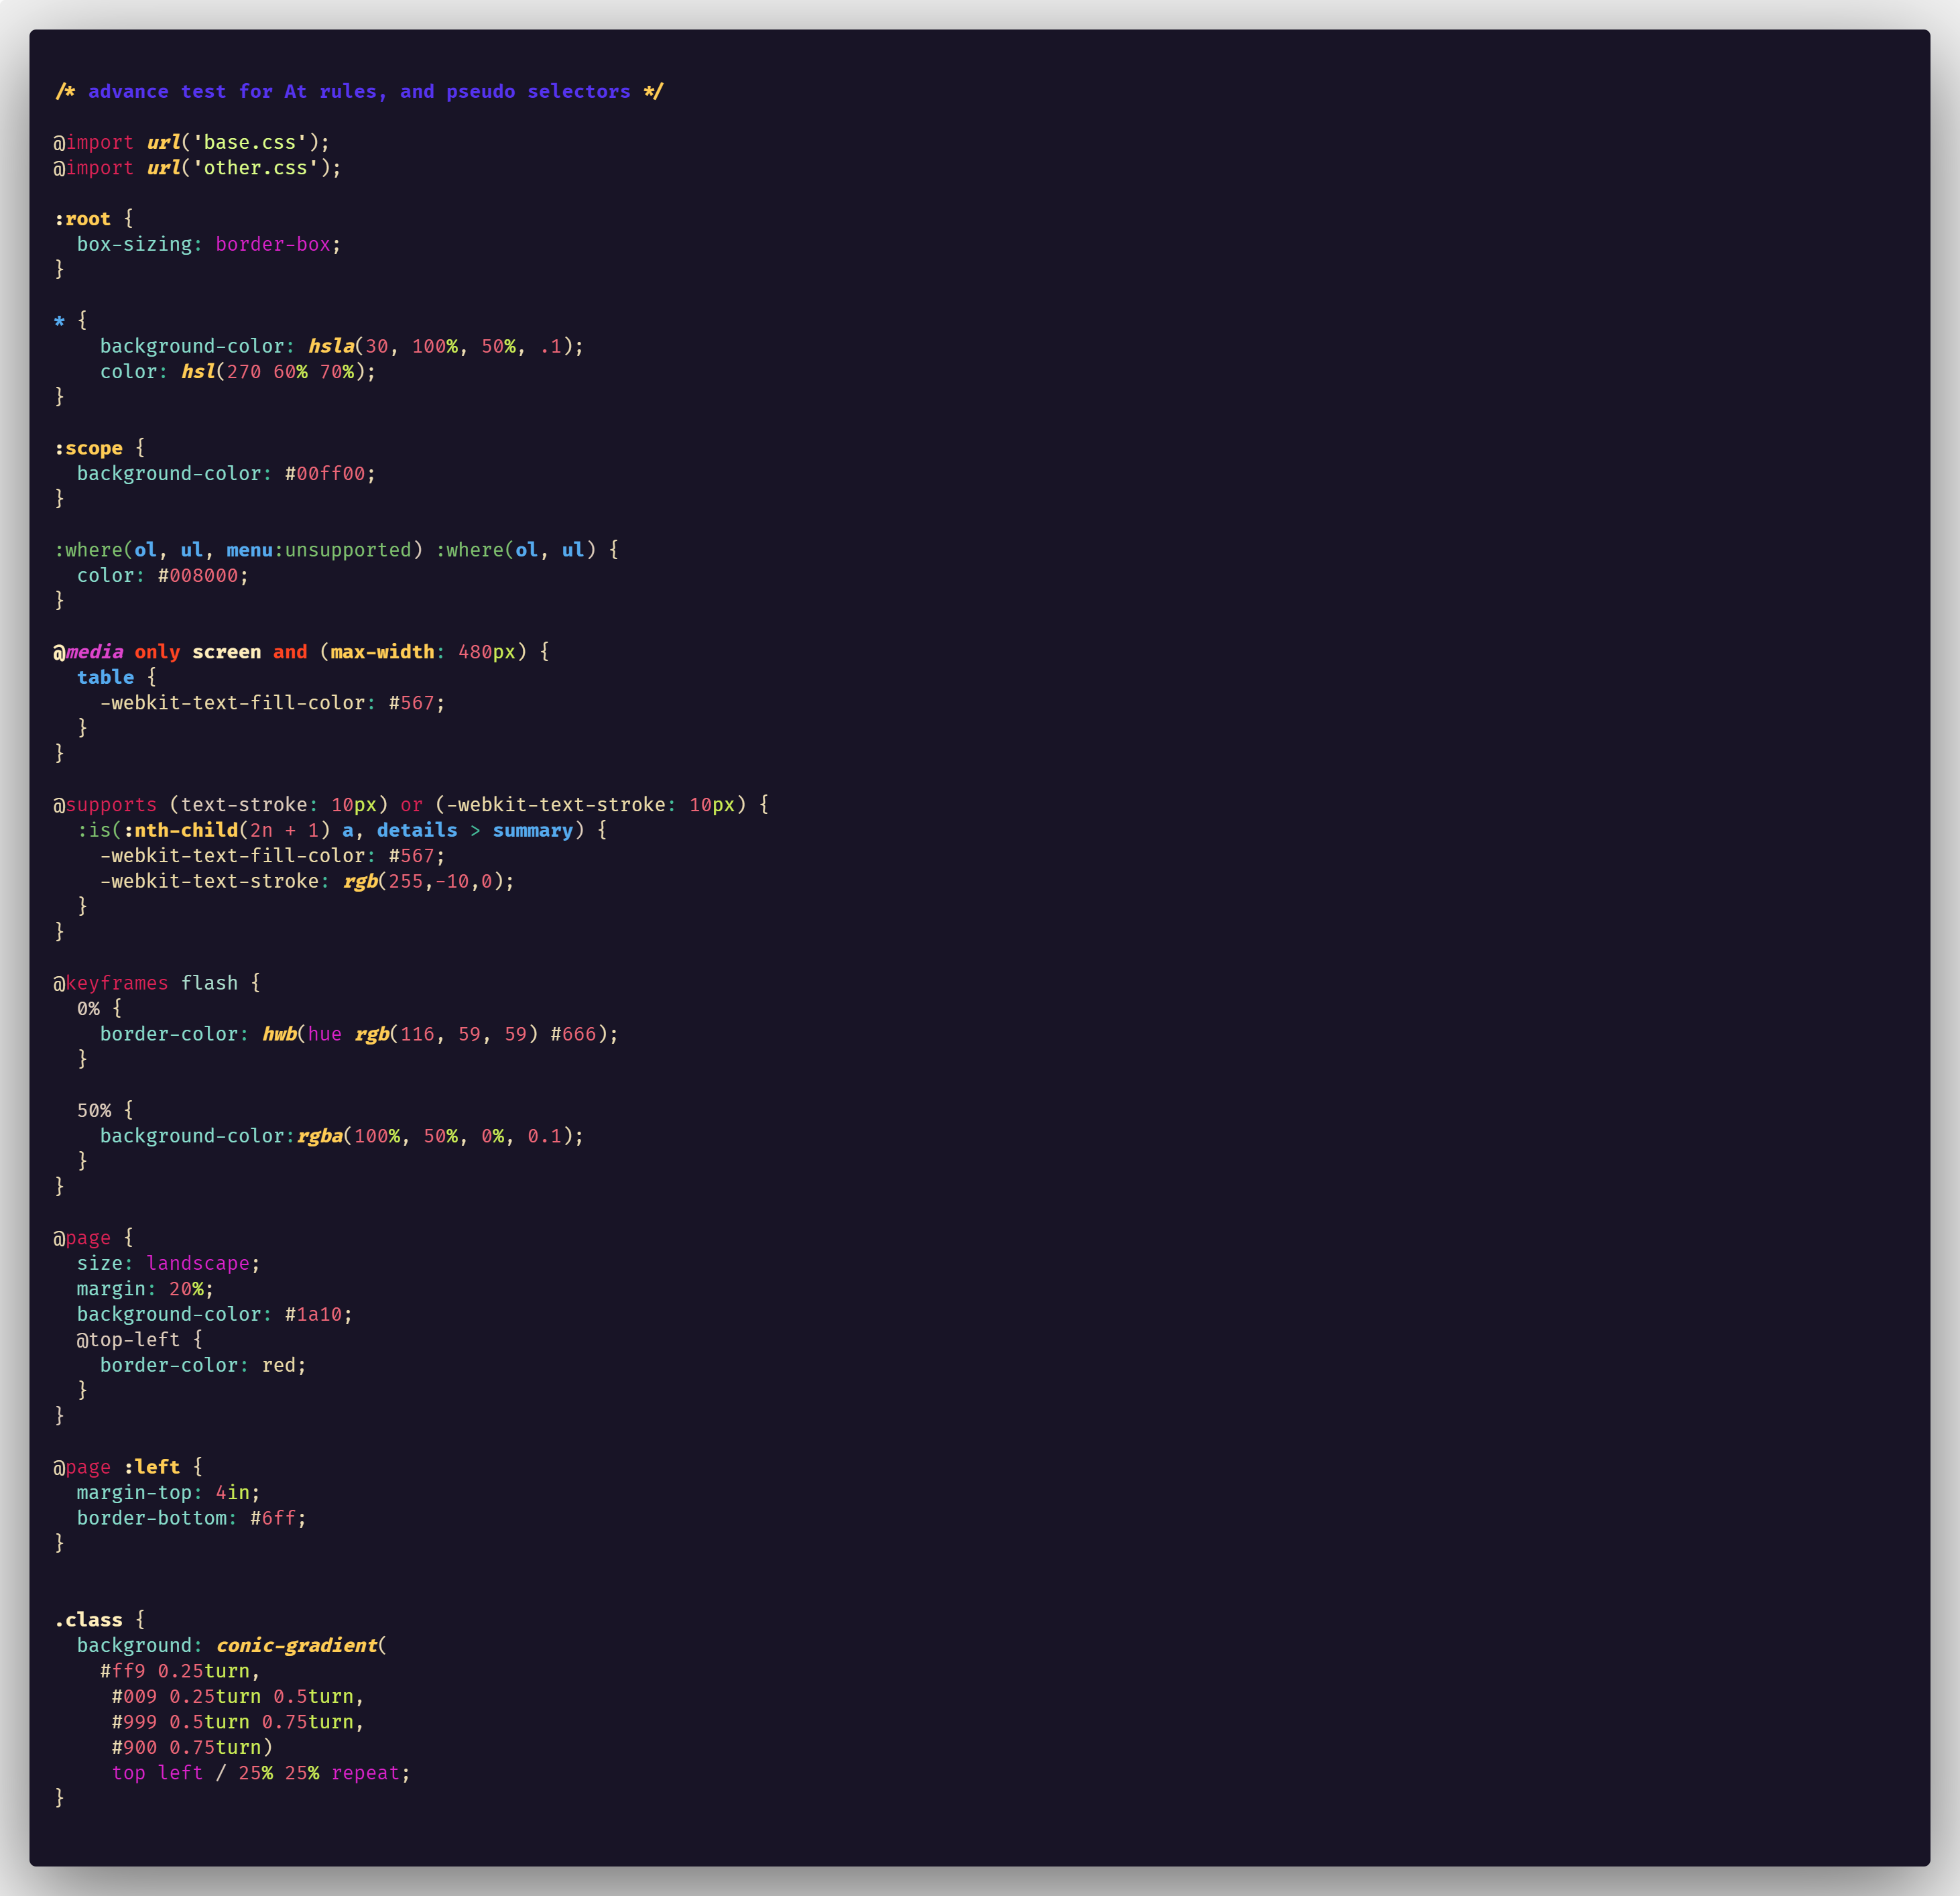 /* advance test for At rules, and pseudo selectors */

@import url('base.css');
@import url('other.css');

:root {
  box-sizing: border-box;
}

* {
    background-color: hsla(30, 100%, 50%, .1);
    color: hsl(270 60% 70%);
}

:scope {
  background-color: #00ff00;
}

:where(ol, ul, menu:unsupported) :where(ol, ul) {
  color: #008000;
}

@media only screen and (max-width: 480px) {
  table {
    -webkit-text-fill-color: #567;
  }
}

@supports (text-stroke: 10px) or (-webkit-text-stroke: 10px) {
  :is(:nth-child(2n + 1) a, details > summary) {
    -webkit-text-fill-color: #567;
    -webkit-text-stroke: rgb(255,-10,0);
  }
}

@keyframes flash {
  0% {
    border-color: hwb(hue rgb(116, 59, 59) #666);
  }

  50% {
    background-color:rgba(100%, 50%, 0%, 0.1);
  }
}

@page {
  size: landscape;
  margin: 20%;
  background-color: #1a10;
  @top-left {
    border-color: red;
  }
}

@page :left {
  margin-top: 4in;
  border-bottom: #6ff;
}


.class {
  background: conic-gradient(
    #ff9 0.25turn,
     #009 0.25turn 0.5turn,
     #999 0.5turn 0.75turn,
     #900 0.75turn)
     top left / 25% 25% repeat;
}